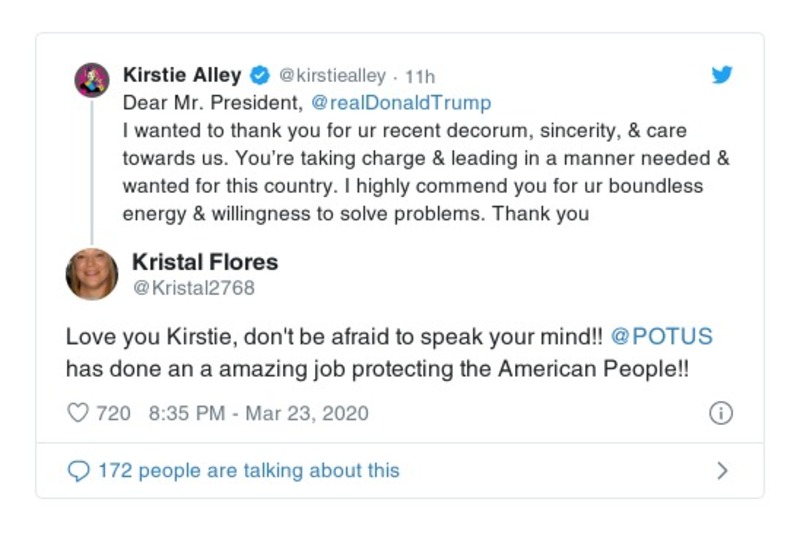 Kirstie Alley @kirstiealley · 11h
Dear Mr. President, @realDonaldTrump
I wanted to thank you for ur recent decorum, sincerity, & care
towards us. You're taking charge & leading in a manner needed &
wanted for this country. I highly commend you for ur boundless
energy & willingness to solve problems. Thank you
Kristal Flores
@Kristal2768
Love you Kirstie, don't be afraid to speak your mind!! @POTUS
has done an a amazing job protecting the American People!!
720 8:35 PM - Mar 23, 2020
172 people are talking about this